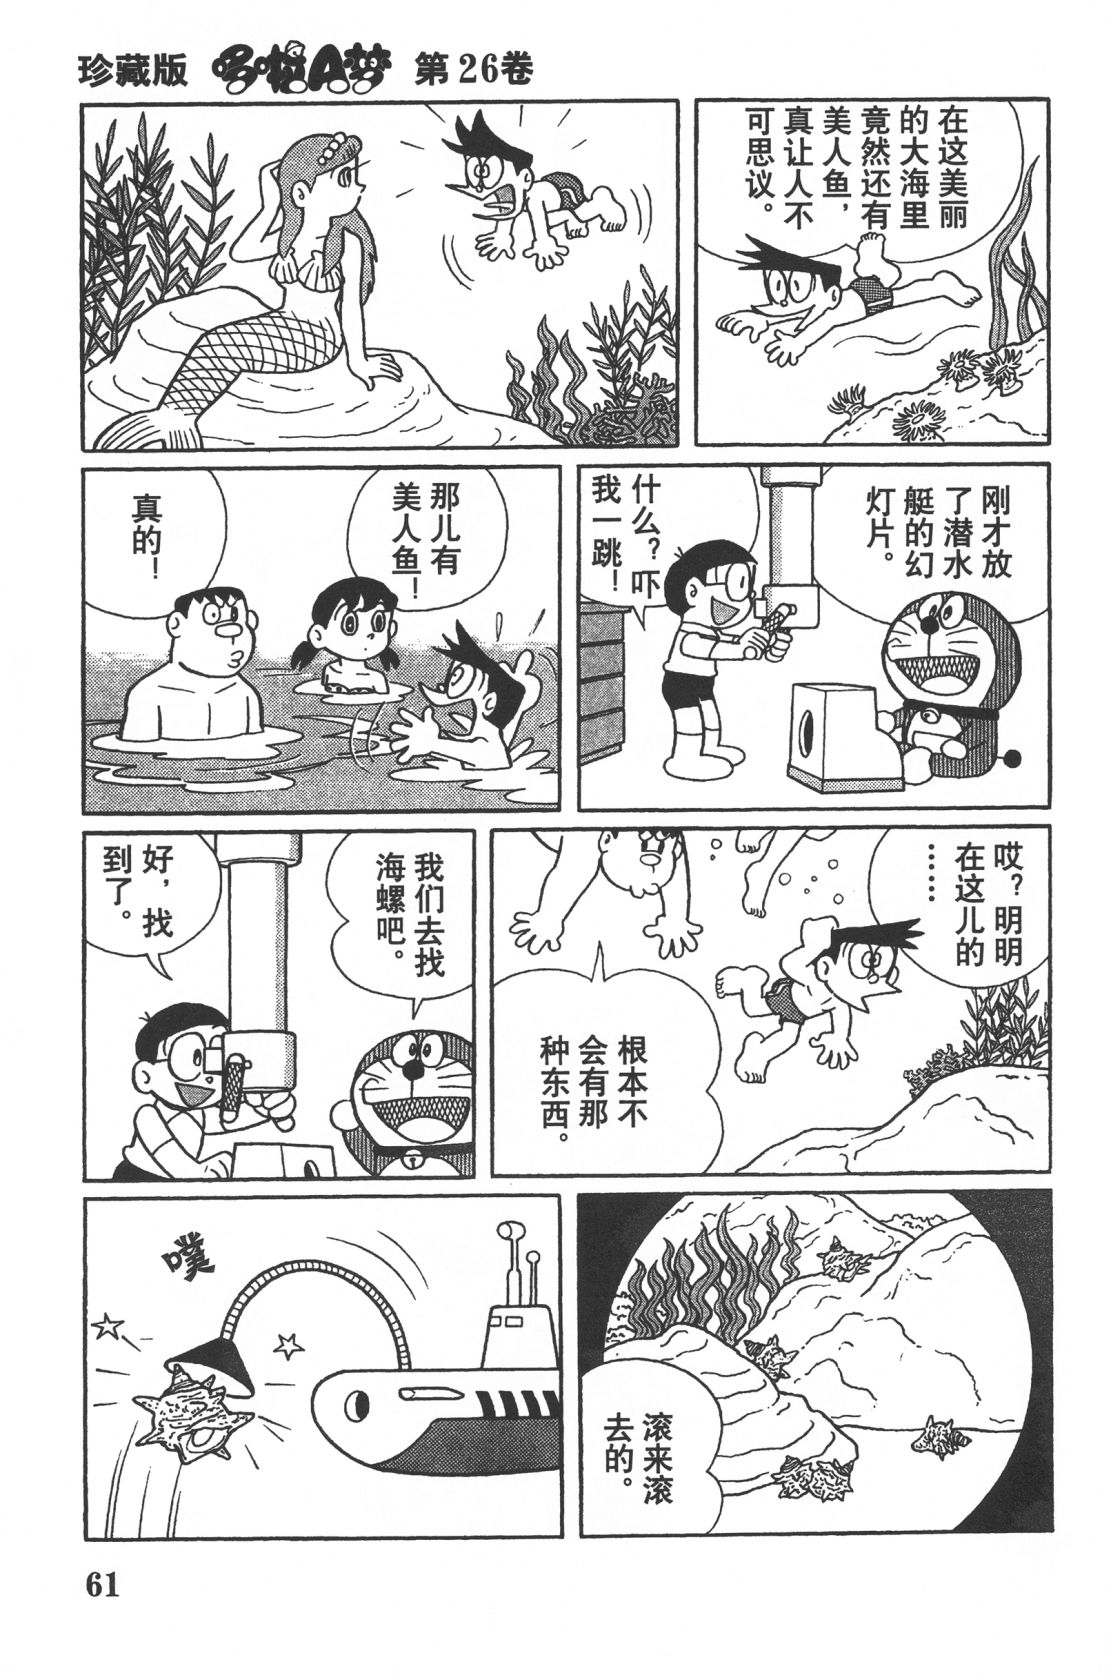 珍藏版 哆啦A梦 第26卷
在这美丽
的大海里
竟然还有
美人鱼，
真让人不
可思议。
刚才放
了潜水
艇的幻
灯片。
什么？吓
我一跳！
那儿有
美人鱼！
真的！
哎？明明
在这儿的
……
根本不
会有那
种东西。
我们去找
海螺吧。
好，找
到了。
滚来滚
去的。
噗
61